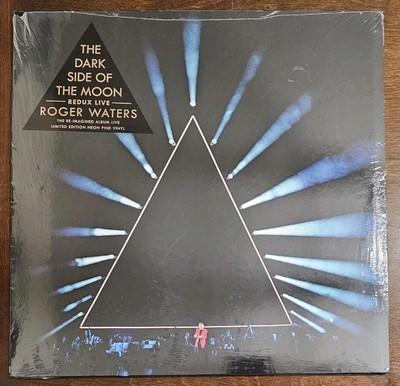 THE
DARK
SIDE OF
THE MOON
REDUX LIVE
ROGER WATERS
THE RE-IMAGINED ALBUM LIVE
LIMITED EDITION NEON PINK VINYL